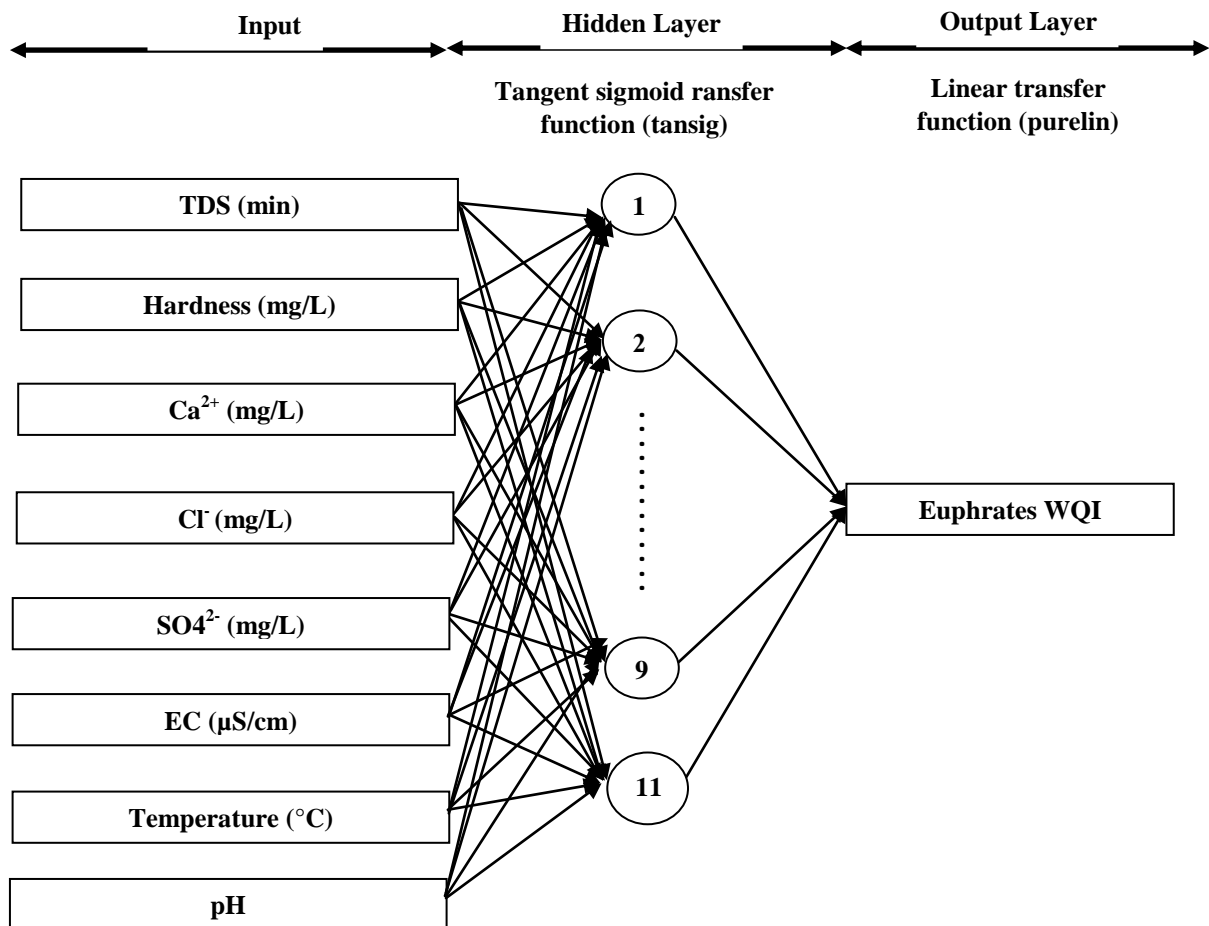 Input
Hidden Layer
Output Layer
Tangent sigmoid ransfer
function (tansig)
Linear transfer
function (purelin)
TDS (min)
Hardness (mg/L)
Ca²⁺ (mg/L)
Cl⁻ (mg/L)
SO4²⁻ (mg/L)
EC (µS/cm)
Temperature (°C)
pH
1
2
9
11
Euphrates WQI